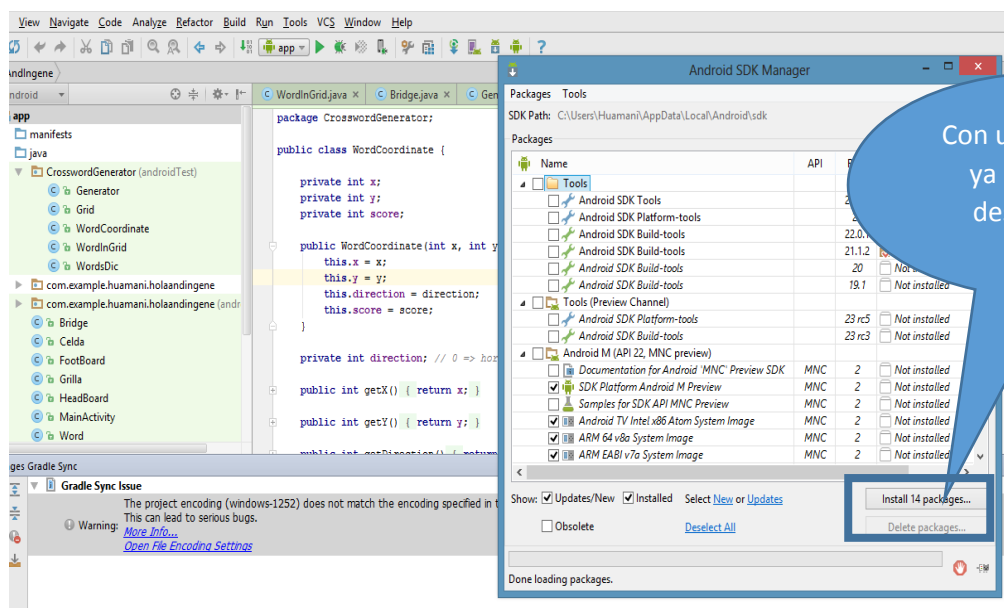 View Navigate Code Analyze Refactor Build Run Tools VCS Window Help
app
AndIngene
ndroid
WordInGrid.java × Bridge.java × Gen
app
manifests
java
CrosswordGenerator (androidTest)
Generator
Grid
WordCoordinate
WordInGrid
WordsDic
com.example.huamani.holaandingene
com.example.huamani.holaandingene (andr
Bridge
Celda
FootBoard
Grilla
HeadBoard
MainActivity
Word
package CrosswordGenerator;
public class WordCoordinate {
private int x;
private int y;
private int score;
public WordCoordinate(int x, int y
this.x = x;
this.y = y;
this.direction = direction;
this.score = score;
}
private int direction; // 0 => hor
public int getX() { return x; }
public int getY() { return y; }
public int getDirection() { return
ges Gradle Sync
Gradle Sync Issue
Warning: The project encoding (windows-1252) does not match the encoding specified in t
This can lead to serious bugs.
More Info...
Open File Encoding Settings
Android SDK Manager
Packages Tools
SDK Path: C:\Users\Huamani\AppData\Local\Android\sdk
Packages
Name API
Tools
Android SDK Tools
Android SDK Platform-tools
Android SDK Build-tools 22.0.1
Android SDK Build-tools 21.1.2
Android SDK Build-tools 20 Not installed
Android SDK Build-tools 19.1 Not installed
Tools (Preview Channel)
Android SDK Platform-tools 23 rc5 Not installed
Android SDK Build-tools 23 rc3 Not installed
Android M (API 22, MNC preview)
Documentation for Android 'MNC' Preview SDK MNC 2 Not installed
SDK Platform Android M Preview MNC 2 Not installed
Samples for SDK API MNC Preview MNC 2 Not installed
Android TV Intel x86 Atom System Image MNC 2 Not installed
ARM 64 v8a System Image MNC 2 Not installed
ARM EABI v7a System Image MNC 2 Not installed
Show: Updates/New Installed Select New or Updates
Install 14 packages...
Obsolete Deselect All
Delete packages...
Done loading packages.
Con u
ya
de